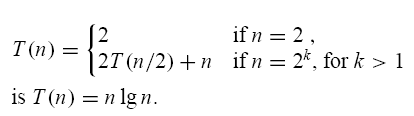 T(n) = { 2 if n = 2 ,
2T(n/2) + n if n = 2^k, for k > 1
is T(n) = n lg n.